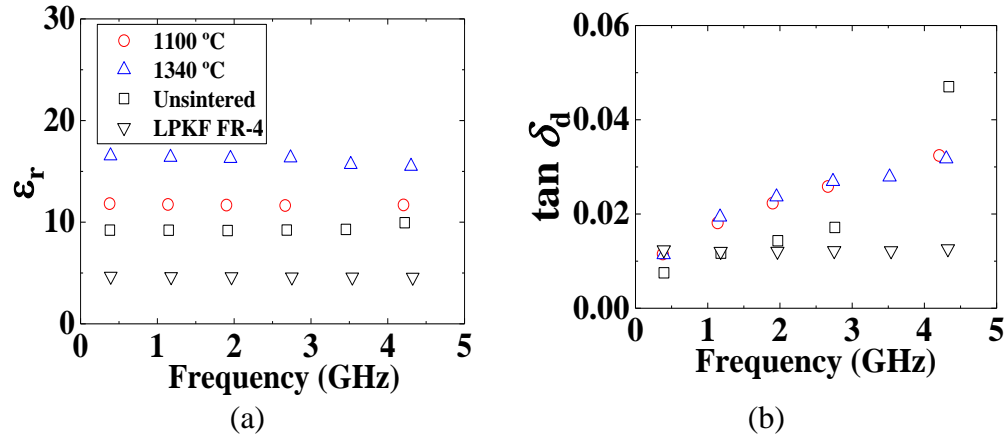 30
20
10
0
0 1 2 3 4 5
εr
Frequency (GHz)
1100 ºC
1340 ºC
Unsintered
LPKF FR-4
(a)
0.06
0.04
0.02
0.00
0 1 2 3 4 5
tan δd
Frequency (GHz)
(b)